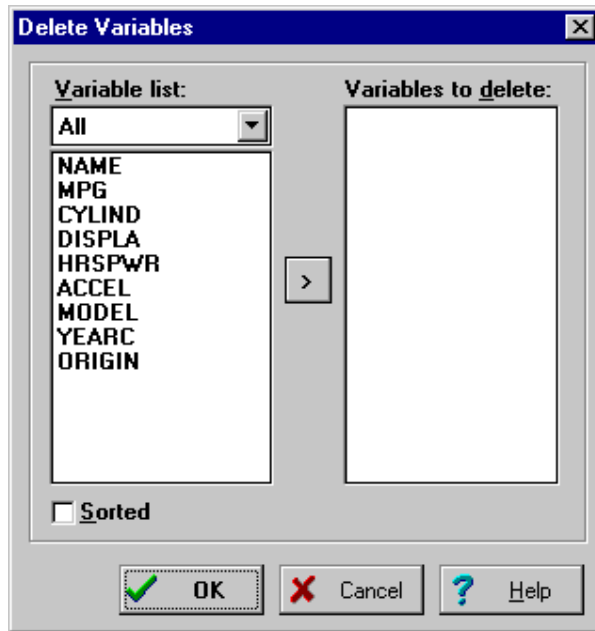 Delete Variables
Variable list:
All
NAME
MPG
CYLIND
DISPLA
HRSPWR
ACCEL
MODEL
YEARC
ORIGIN
>
Variables to delete:
Sorted
OK
Cancel
? Help